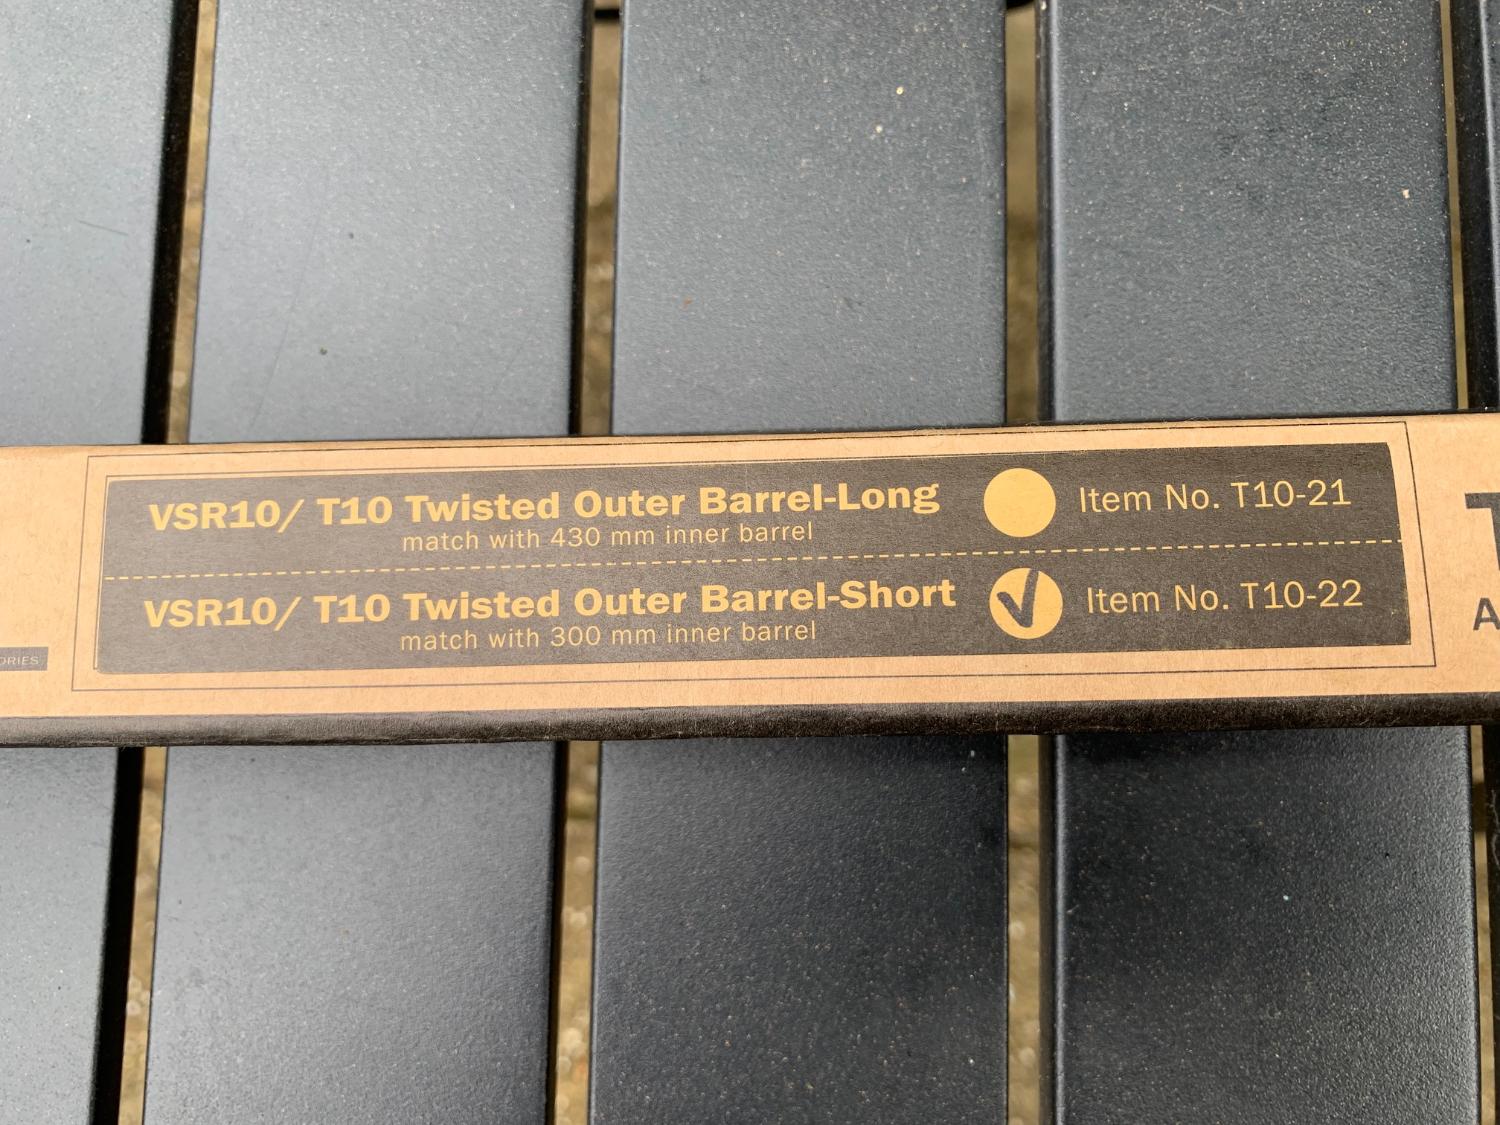 VSR10/ T10 Twisted Outer Barrel-Long
match with 430 mm inner barrel
Item No. T10-21
VSR10/ T10 Twisted Outer Barrel-Short
match with 300 mm inner barrel
Item No. T10-22